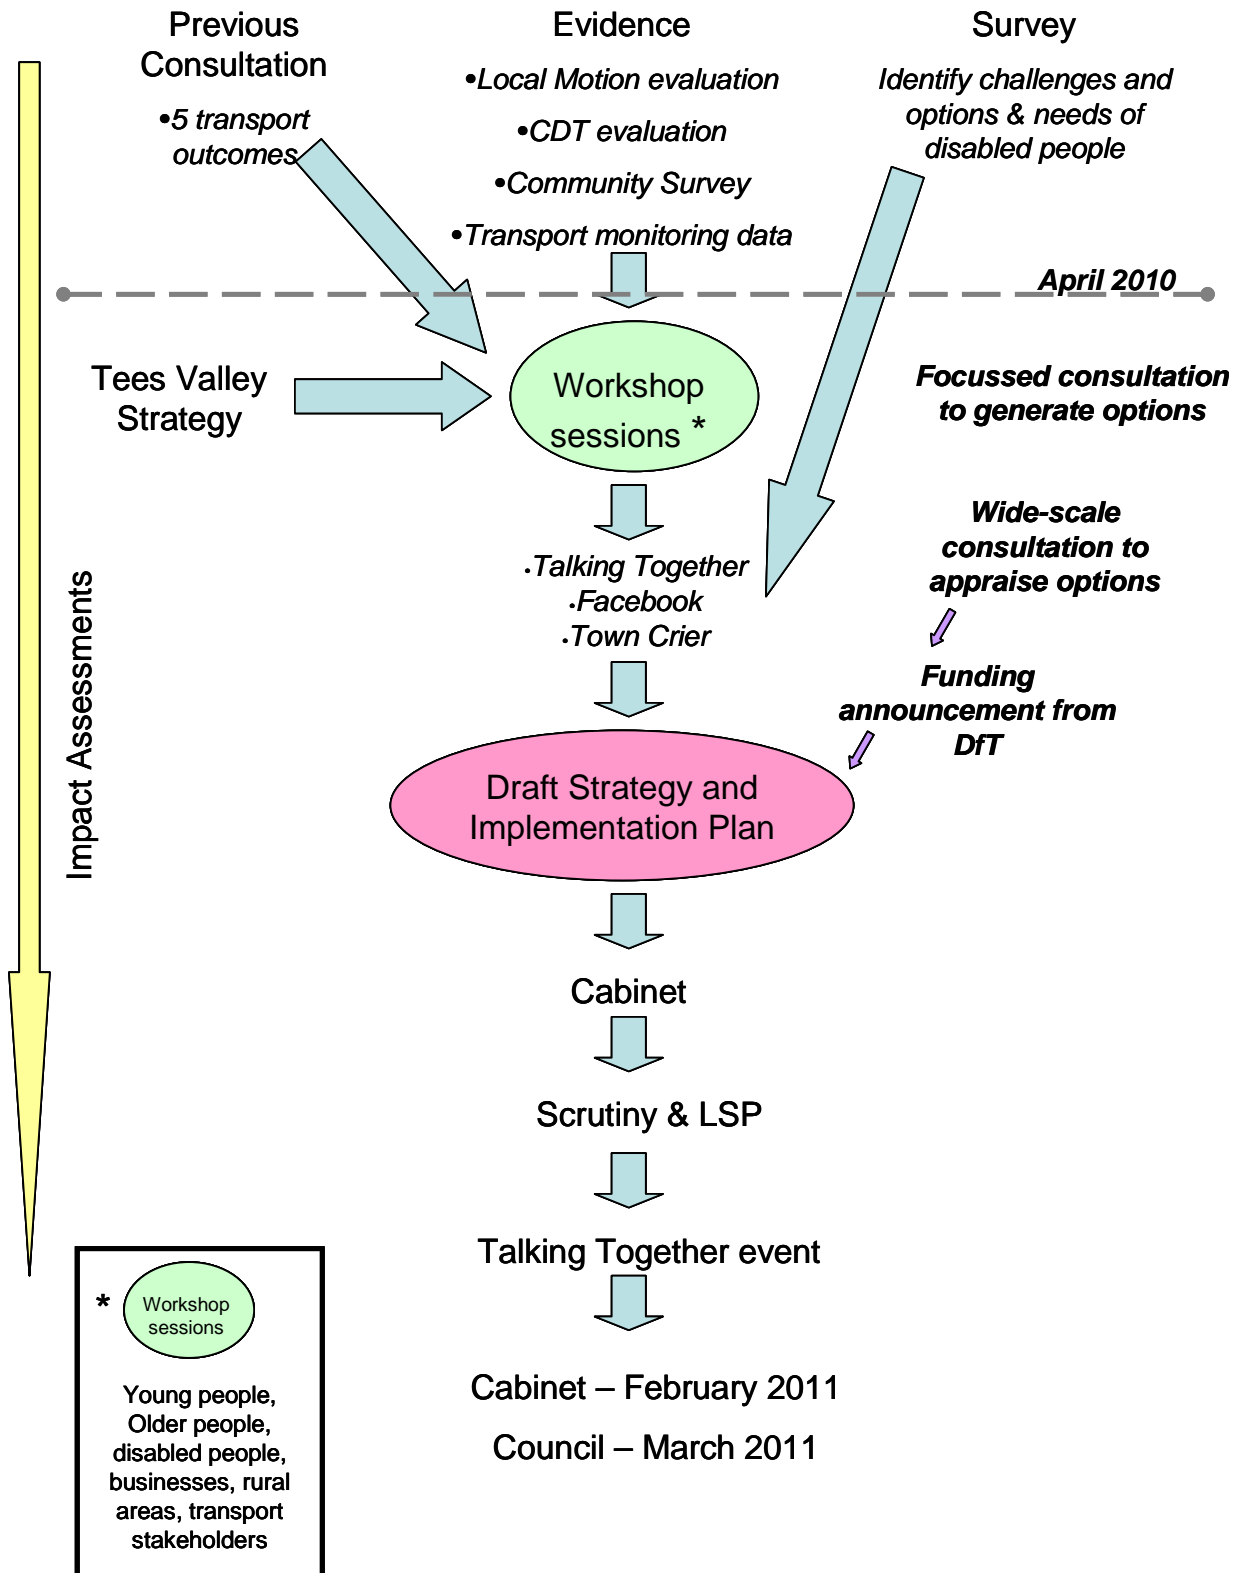 Previous
Consultation
•5 transport
outcomes
Evidence
•Local Motion evaluation
•CDT evaluation
•Community Survey
•Transport monitoring data
Survey
Identify challenges and
options & needs of
disabled people
April 2010
Tees Valley
Strategy
Workshop
sessions *
Focussed consultation
to generate options
Wide-scale
consultation to
appraise options
•Talking Together
•Facebook
•Town Crier
Funding
announcement from
DfT
Impact Assessments
Draft Strategy and
Implementation Plan
Cabinet
Scrutiny & LSP
Talking Together event
Cabinet – February 2011
Council – March 2011
*
Workshop
sessions
Young people,
Older people,
disabled people,
businesses, rural
areas, transport
stakeholders